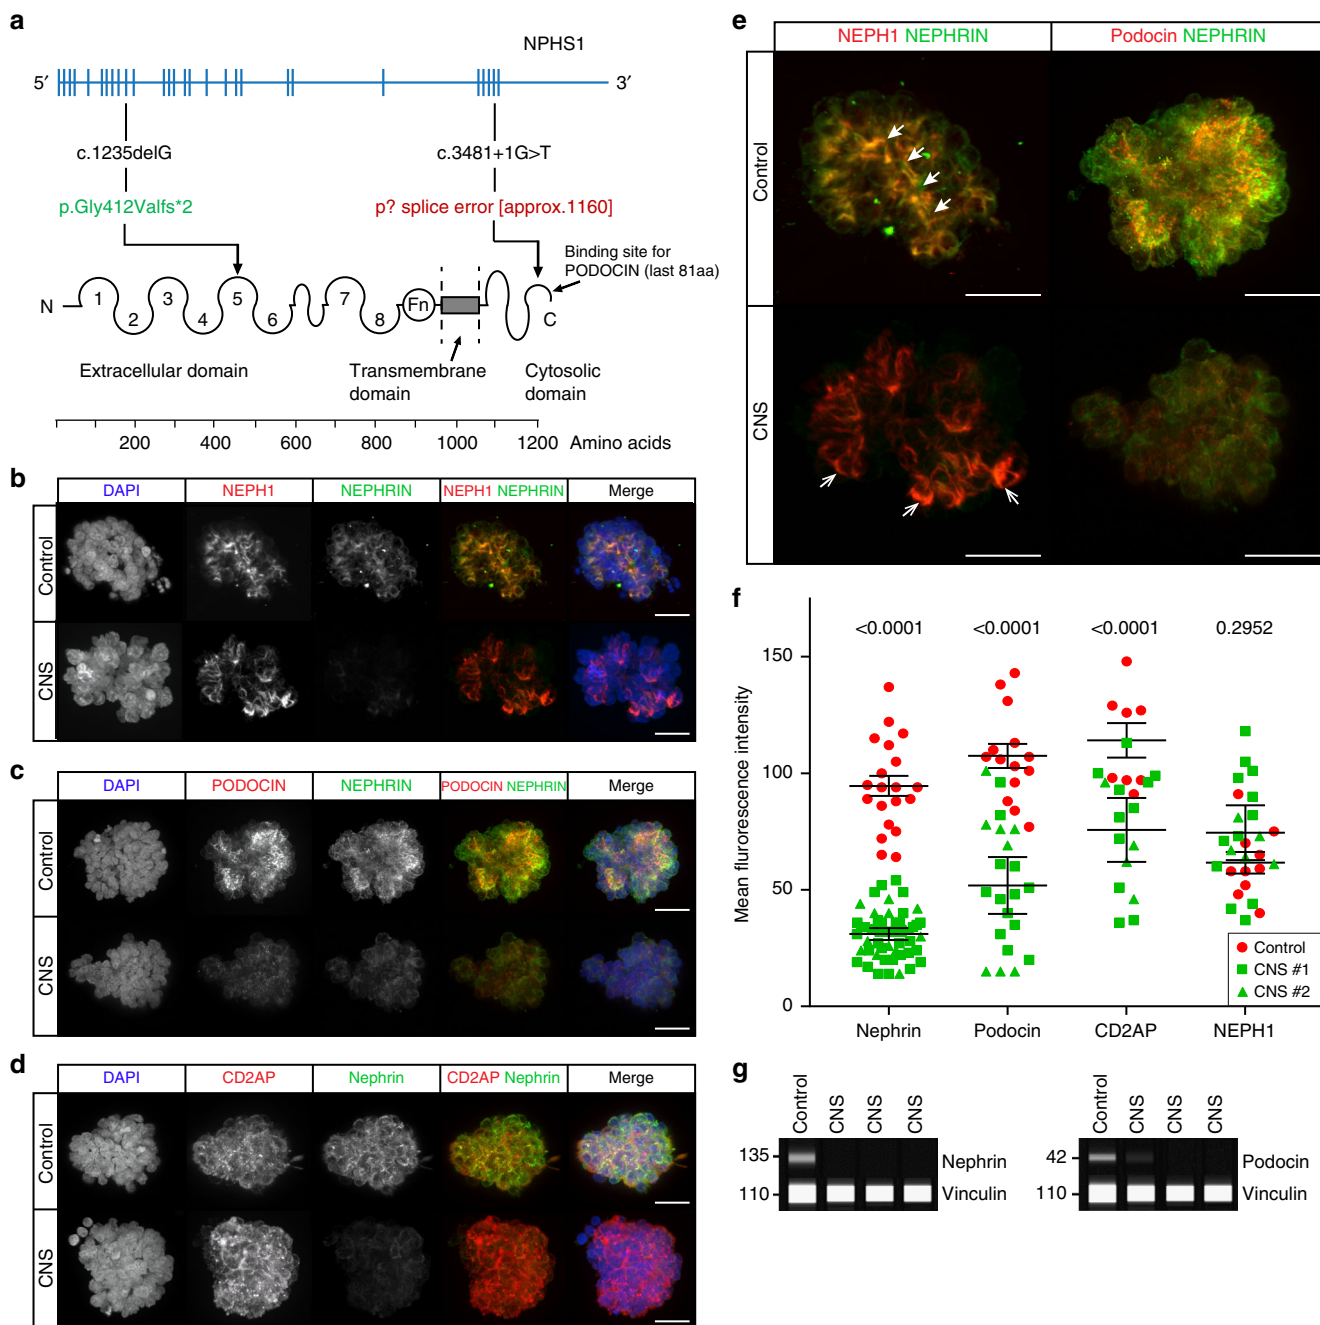 a
NPHS1
5′
3′
c.1235delG
c.3481+1G>T
p.Gly412Valfs*2
p? splice error [approx.1160]
Binding site for
PODOCIN (last 81aa)
N
1
2
3
4
5
6
7
8
Fn
C
Extracellular domain
Transmembrane
domain
Cytosolic
domain
200 400 600 800 1000 1200 Amino acids
b
DAPI NEPH1 NEPHRIN NEPH1 NEPHRIN Merge
Control
CNS
c
DAPI PODOCIN NEPHRIN PODOCIN NEPHRIN Merge
Control
CNS
d
DAPI CD2AP Nephrin CD2AP Nephrin Merge
Control
CNS
e
NEPH1 NEPHRIN Podocin NEPHRIN
Control
CNS
f
<0.0001 <0.0001 <0.0001 0.2952
Mean fluorescence intensity
150
100
50
0
Control
CNS #1
CNS #2
Nephrin Podocin CD2AP NEPH1
g
Control CNS CNS CNS
135 Nephrin
110 Vinculin
Control CNS CNS CNS
42 Podocin
110 Vinculin